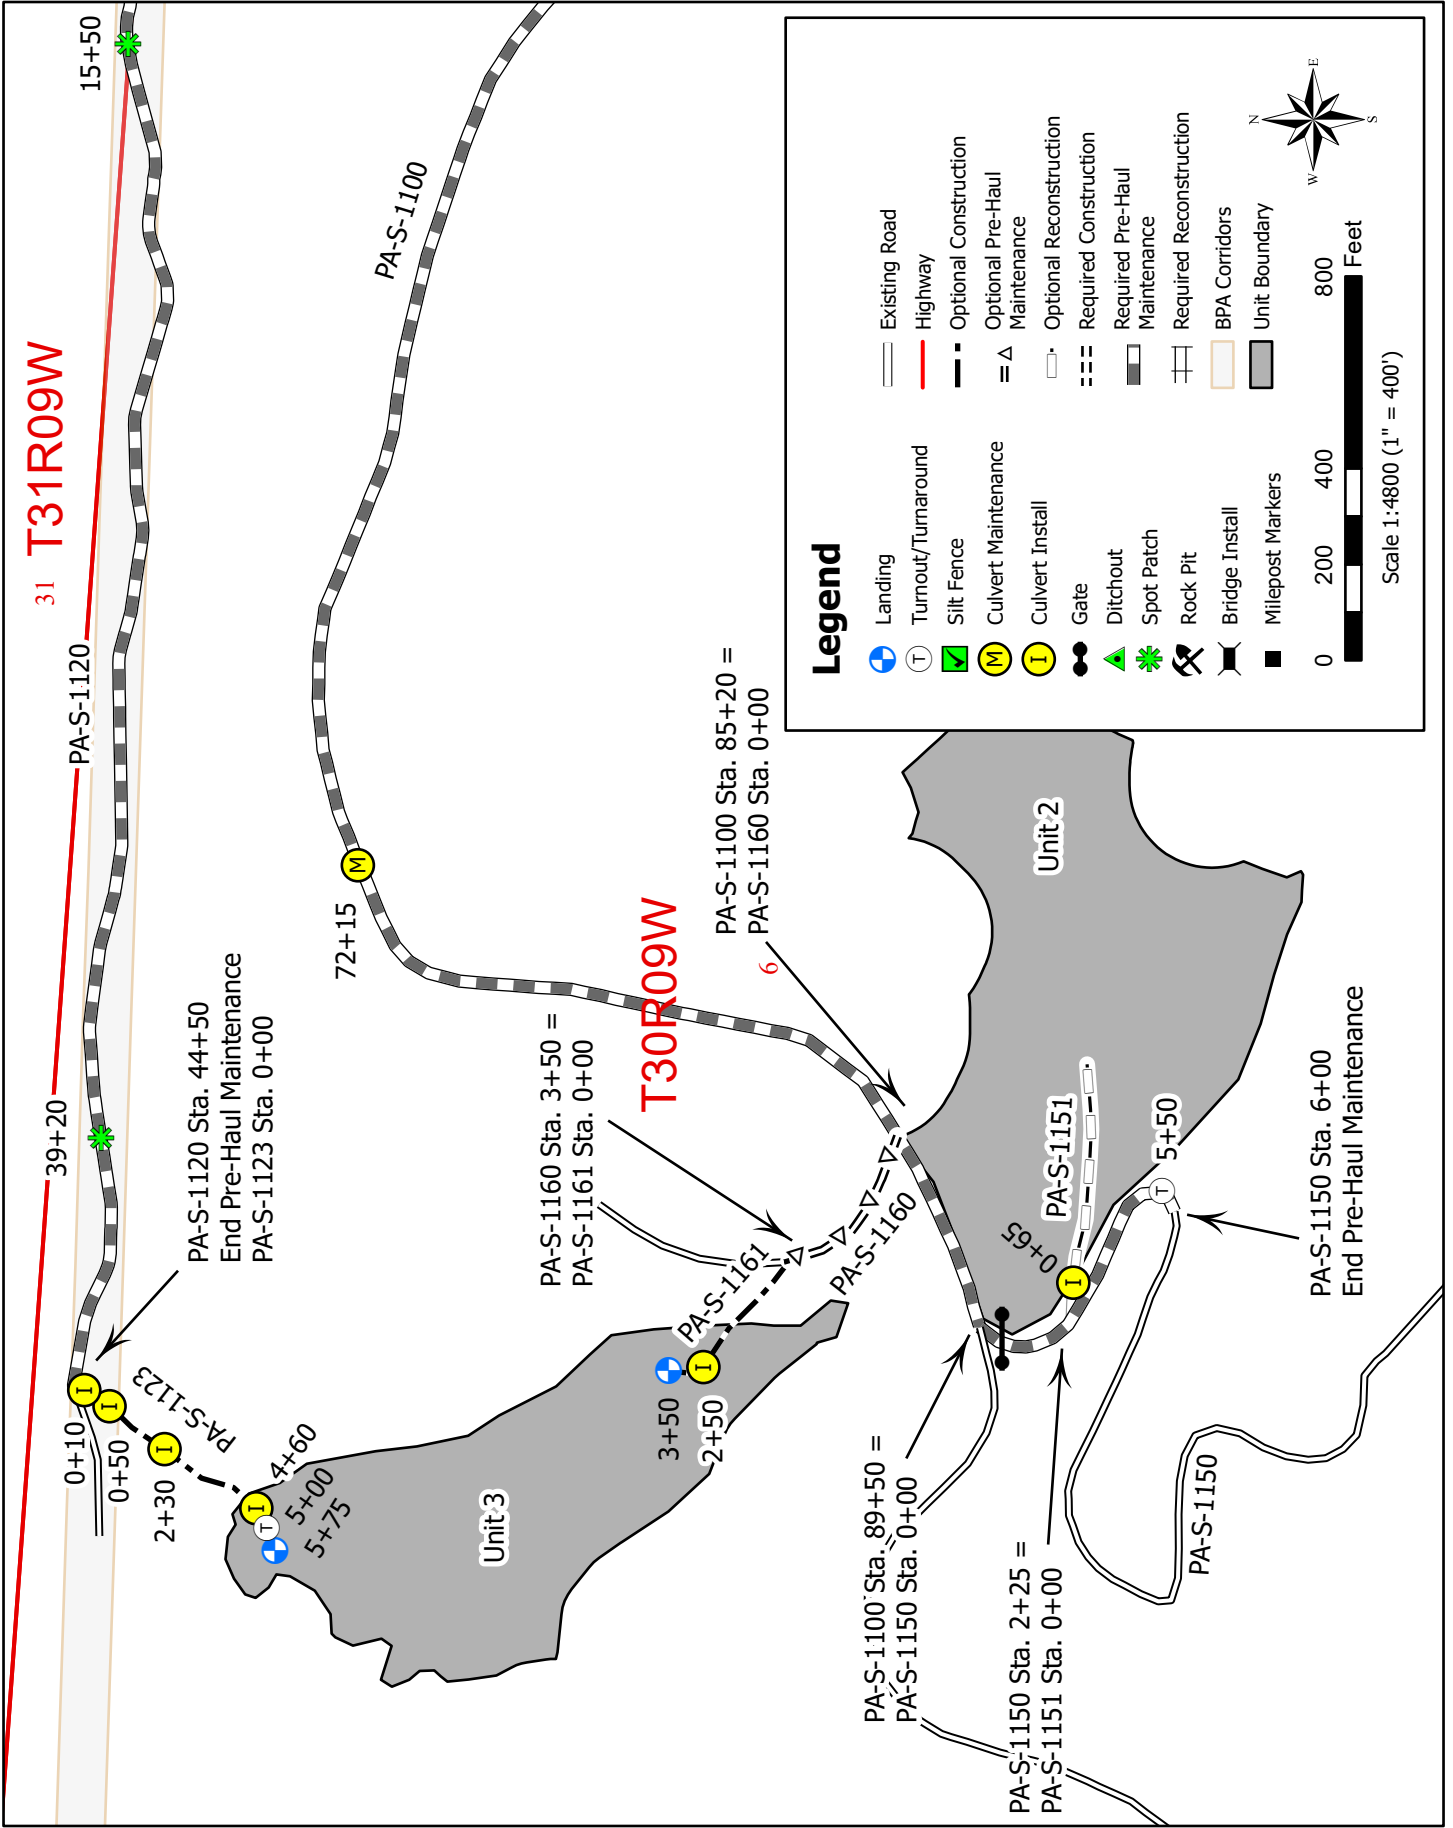 15+50
31 T31R09W
PA-S-1120
PA-S-1100
39+20
PA-S-1120 Sta. 44+50
End Pre-Haul Maintenance
PA-S-1123 Sta. 0+00
72+15
0+10
0+50
2+30
PA-S-1123
4+60
5+00
5+75
Unit 3
PA-S-1160 Sta. 3+50 =
PA-S-1161 Sta. 0+00
T30R09W
6
PA-S-1100 Sta. 85+20 =
PA-S-1160 Sta. 0+00
PA-S-1161
PA-S-1160
3+50
2+50
Unit 2
PA-S-1151
0+65
5+50
PA-S-1100 Sta. 89+50 =
PA-S-1150 Sta. 0+00
PA-S-1150 Sta. 2+25 =
PA-S-1151 Sta. 0+00
PA-S-1150 Sta. 6+00
End Pre-Haul Maintenance
PA-S-1150
I
I
I
I
T
I
M
I
T
Legend
Landing
T Turnout/Turnaround
Silt Fence
M Culvert Maintenance
I Culvert Install
Gate
Ditchout
Spot Patch
Rock Pit
Bridge Install
Milepost Markers
Existing Road
Highway
Optional Construction
Optional Pre-Haul
Maintenance
Optional Reconstruction
Required Construction
Required Pre-Haul
Maintenance
Required Reconstruction
BPA Corridors
Unit Boundary
N
W E
S
0 200 400 800
Feet
Scale 1:4800 (1" = 400')